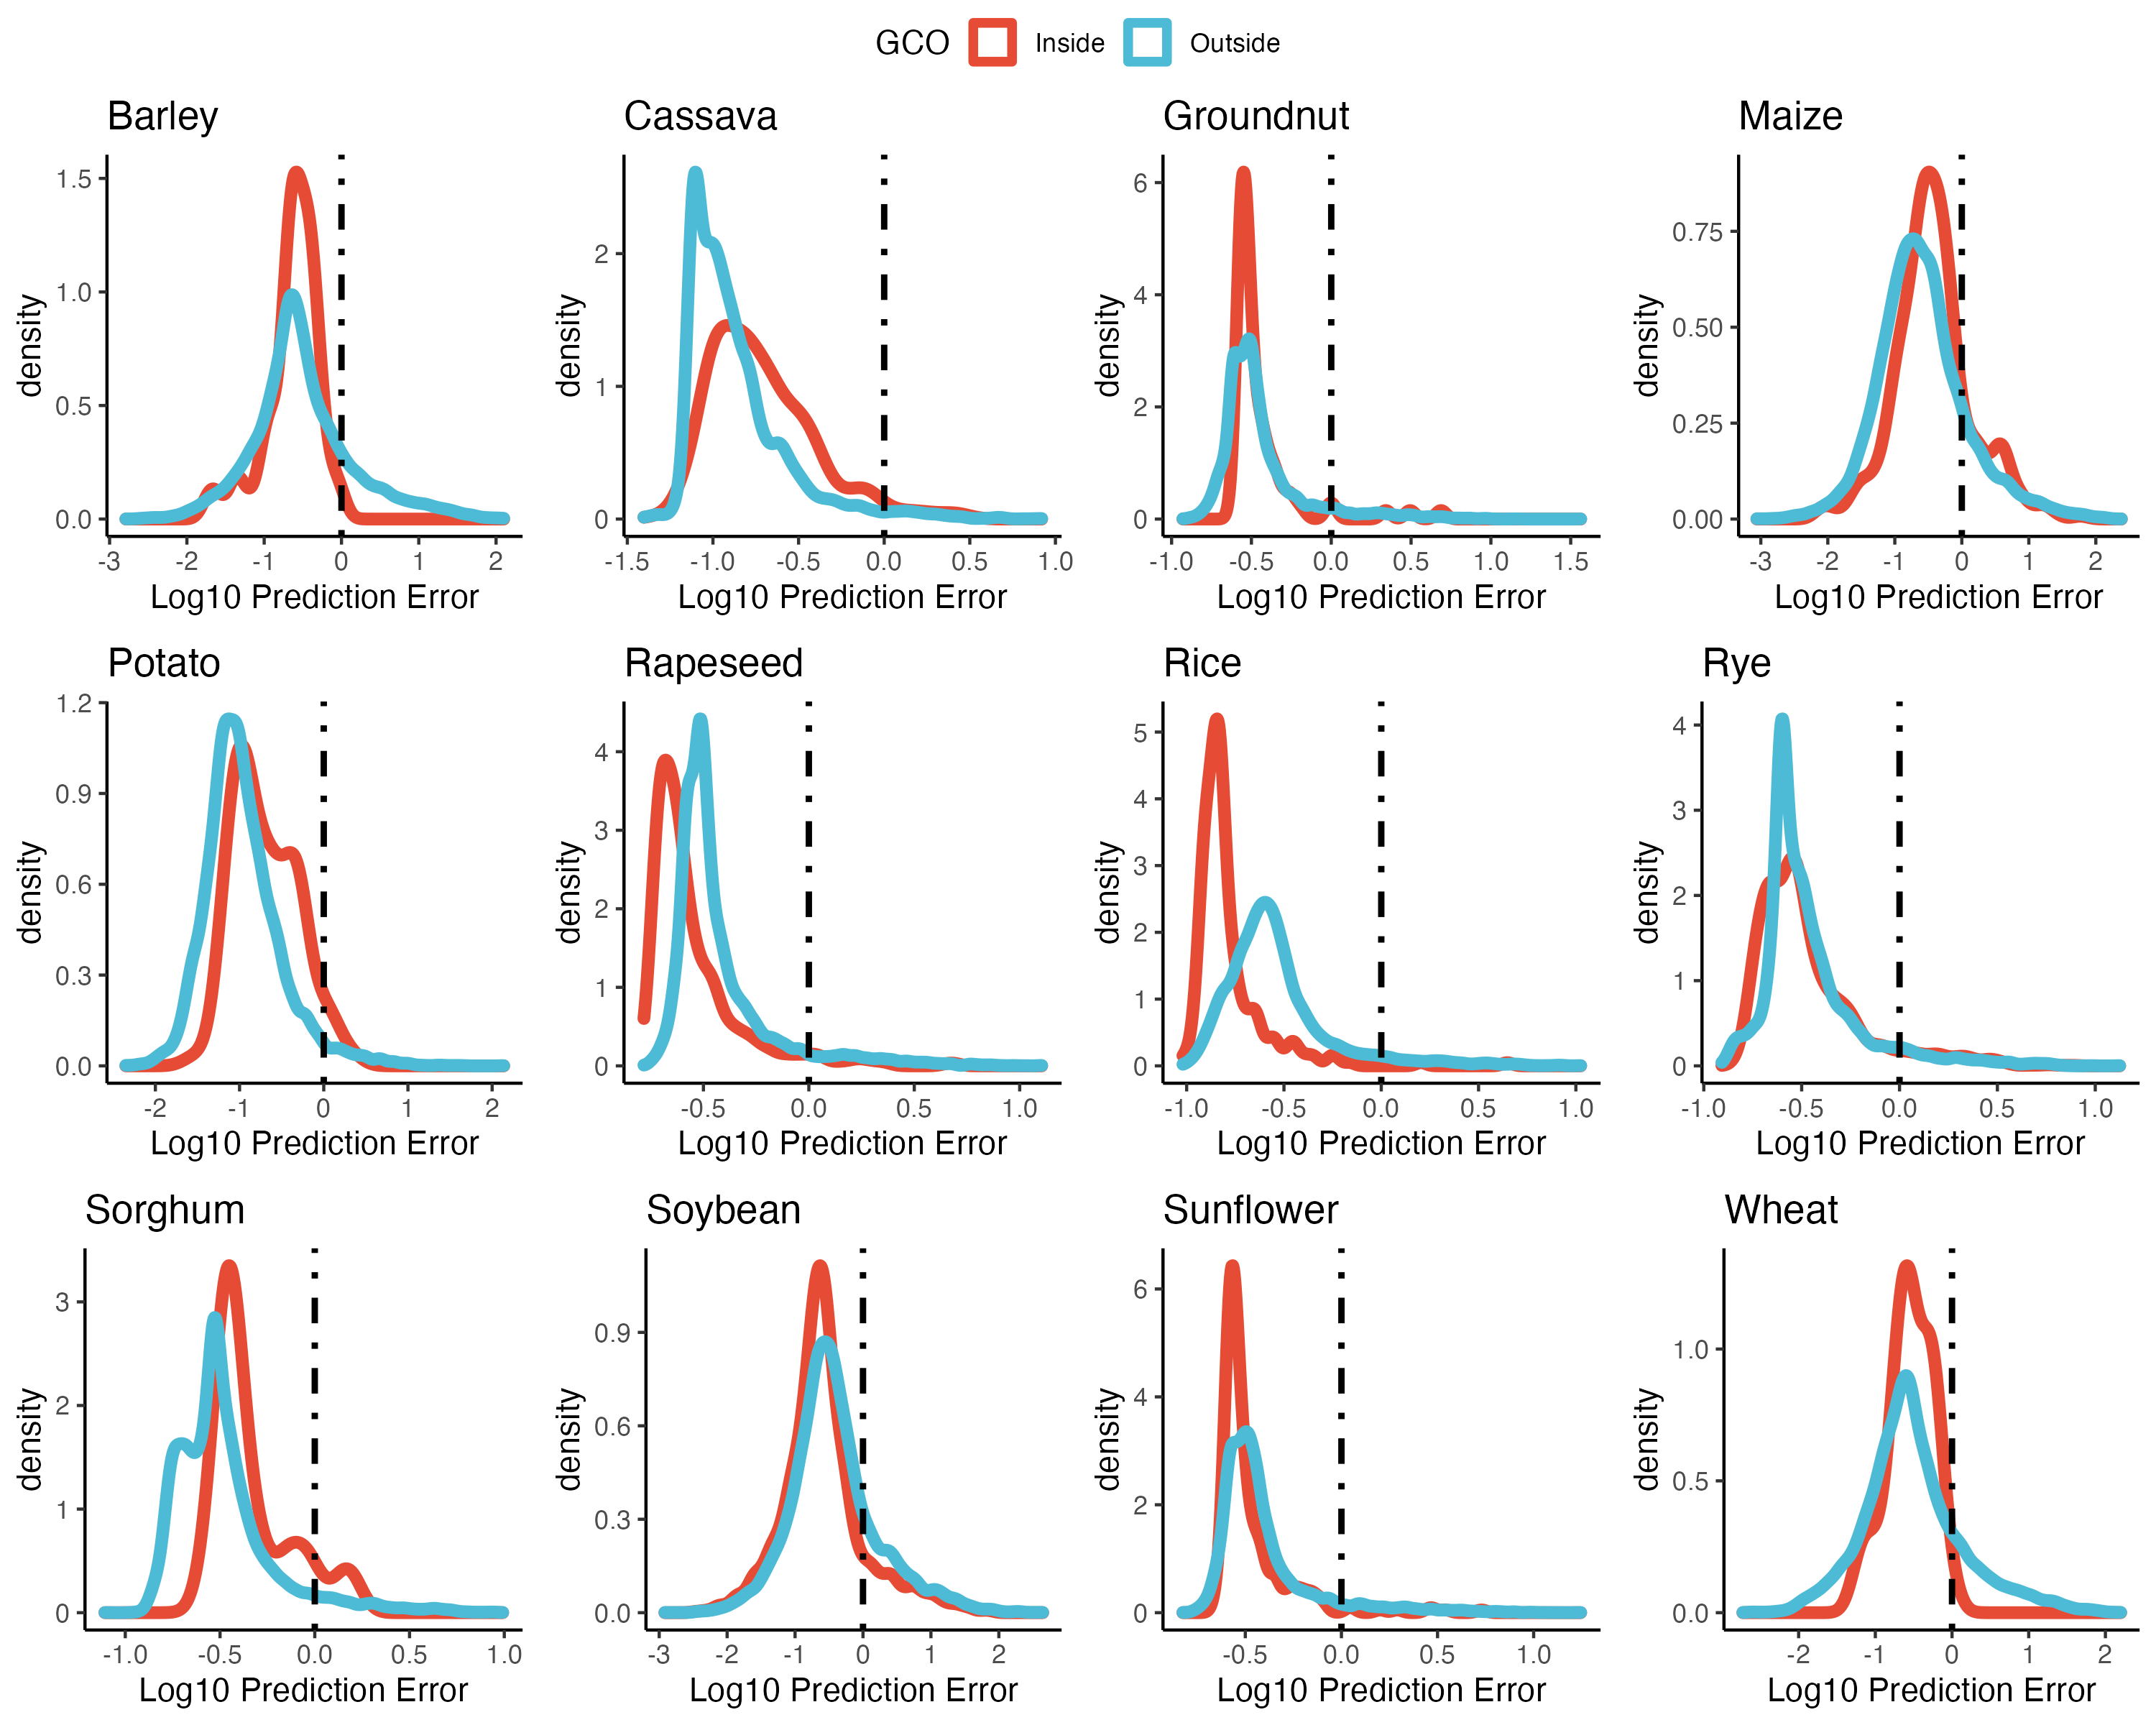 GCO Inside Outside
Barley Cassava Groundnut Maize
1.5
1.0
0.5
0.0
density
-3 -2 -1 0 1 2
Log10 Prediction Error
2
1
0
density
-1.5 -1.0 -0.5 0.0 0.5 1.0
Log10 Prediction Error
6
4
2
0
density
-1.0 -0.5 0.0 0.5 1.0 1.5
Log10 Prediction Error
0.75
0.50
0.25
0.00
density
-3 -2 -1 0 1 2
Log10 Prediction Error
Potato Rapeseed Rice Rye
1.2
0.9
0.6
0.3
0.0
density
-2 -1 0 1 2
Log10 Prediction Error
4
3
2
1
0
density
-0.5 0.0 0.5 1.0
Log10 Prediction Error
5
4
3
2
1
0
density
-1.0 -0.5 0.0 0.5 1.0
Log10 Prediction Error
4
3
2
1
0
density
-1.0 -0.5 0.0 0.5 1.0
Log10 Prediction Error
Sorghum Soybean Sunflower Wheat
3
2
1
0
density
-1.0 -0.5 0.0 0.5 1.0
Log10 Prediction Error
0.9
0.6
0.3
0.0
density
-3 -2 -1 0 1 2
Log10 Prediction Error
6
4
2
0
density
-0.5 0.0 0.5 1.0
Log10 Prediction Error
1.0
0.5
0.0
density
-2 -1 0 1 2
Log10 Prediction Error